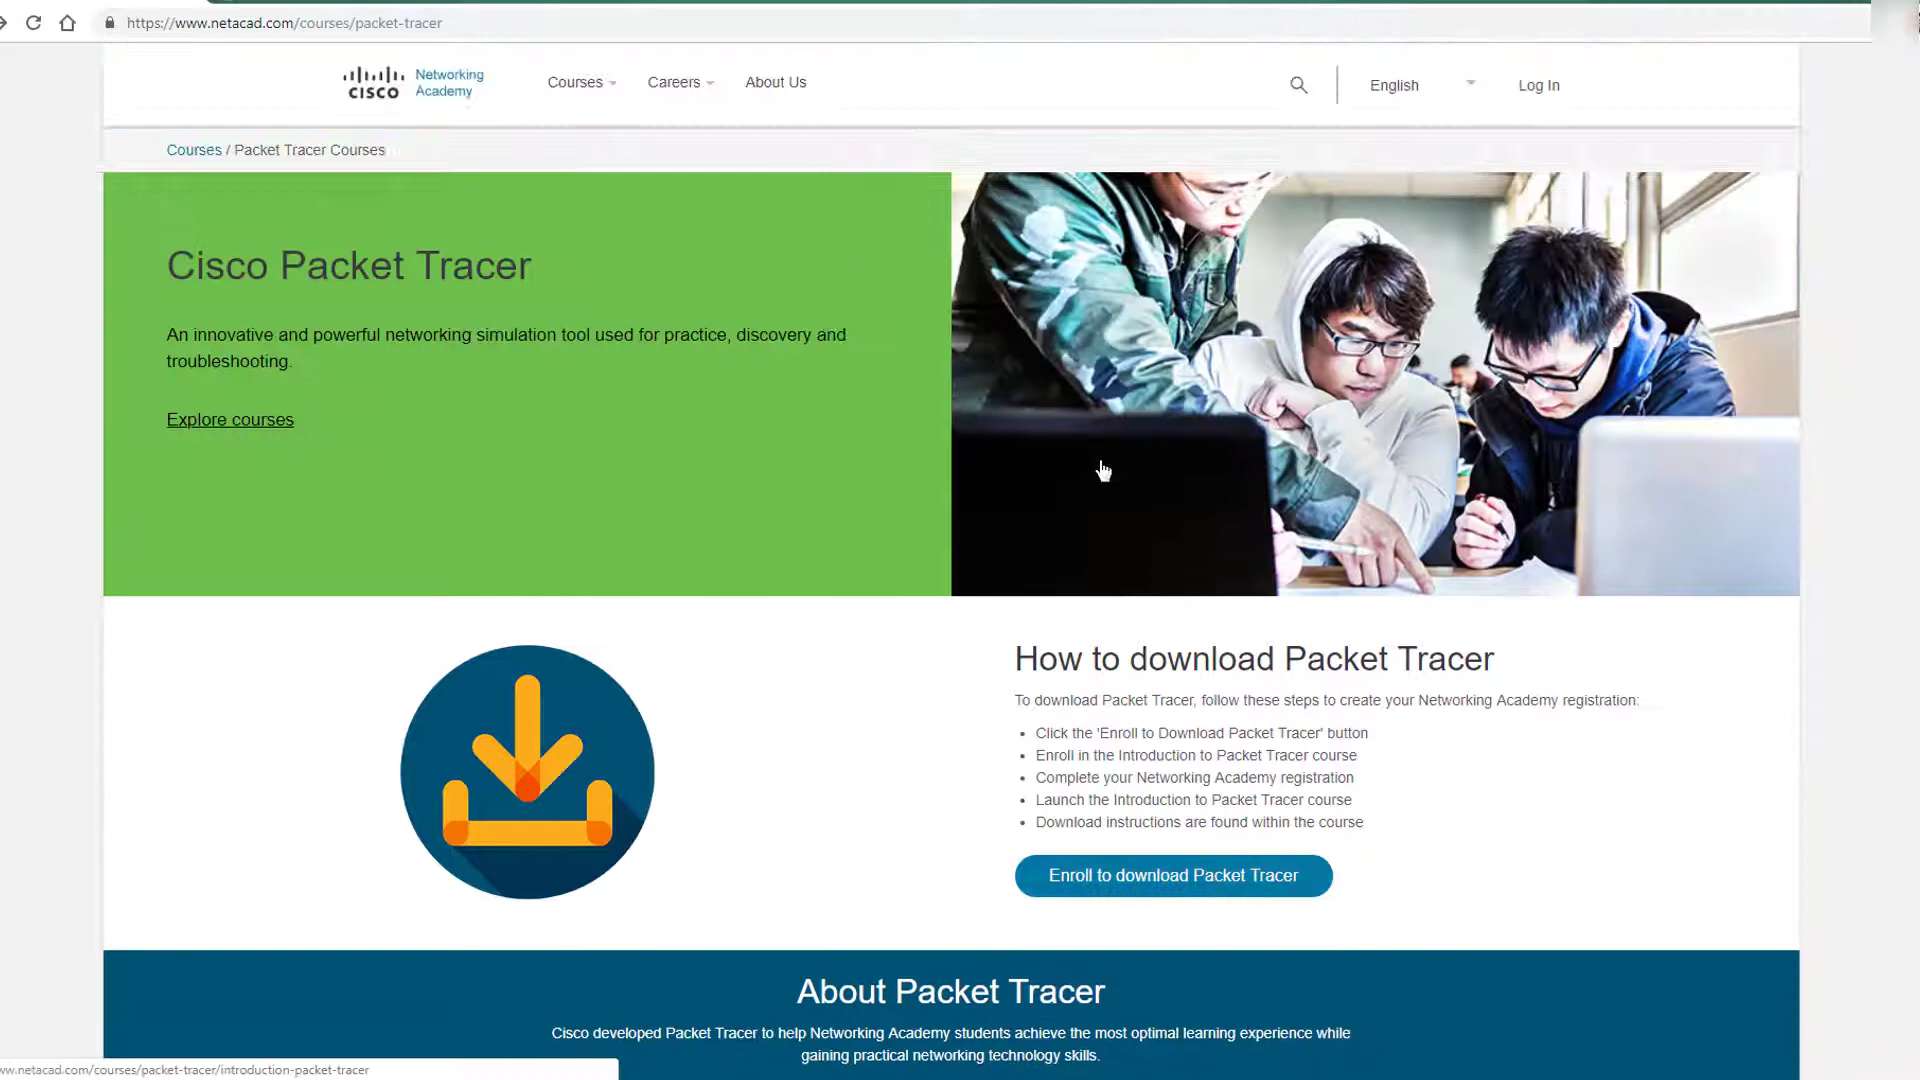 https://www.netacad.com/courses/packet-tracer
CISCO
Networking
Academy
Courses
Careers
About Us
English
Log In
Courses / Packet Tracer Courses
Cisco Packet Tracer
An innovative and powerful networking simulation tool used for practice, discovery and
troubleshooting.
Explore courses
How to download Packet Tracer
To download Packet Tracer, follow these steps to create your Networking Academy registration:
• Click the 'Enroll to Download Packet Tracer' button
• Enroll in the Introduction to Packet Tracer course
• Complete your Networking Academy registration
• Launch the Introduction to Packet Tracer course
• Download instructions are found within the course
Enroll to download Packet Tracer
About Packet Tracer
Cisco developed Packet Tracer to help Networking Academy students achieve the most optimal learning experience while
gaining practical networking technology skills.
ww.netacad.com/courses/packet-tracer/introduction-packet-tracer